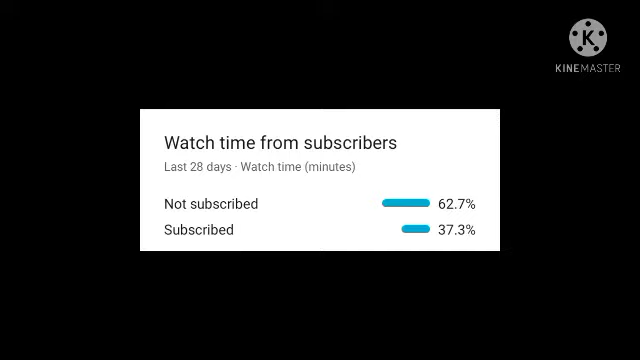 KINEMASTER
Watch time from subscribers
Last 28 days · Watch time (minutes)
Not subscribed 62.7%
Subscribed 37.3%